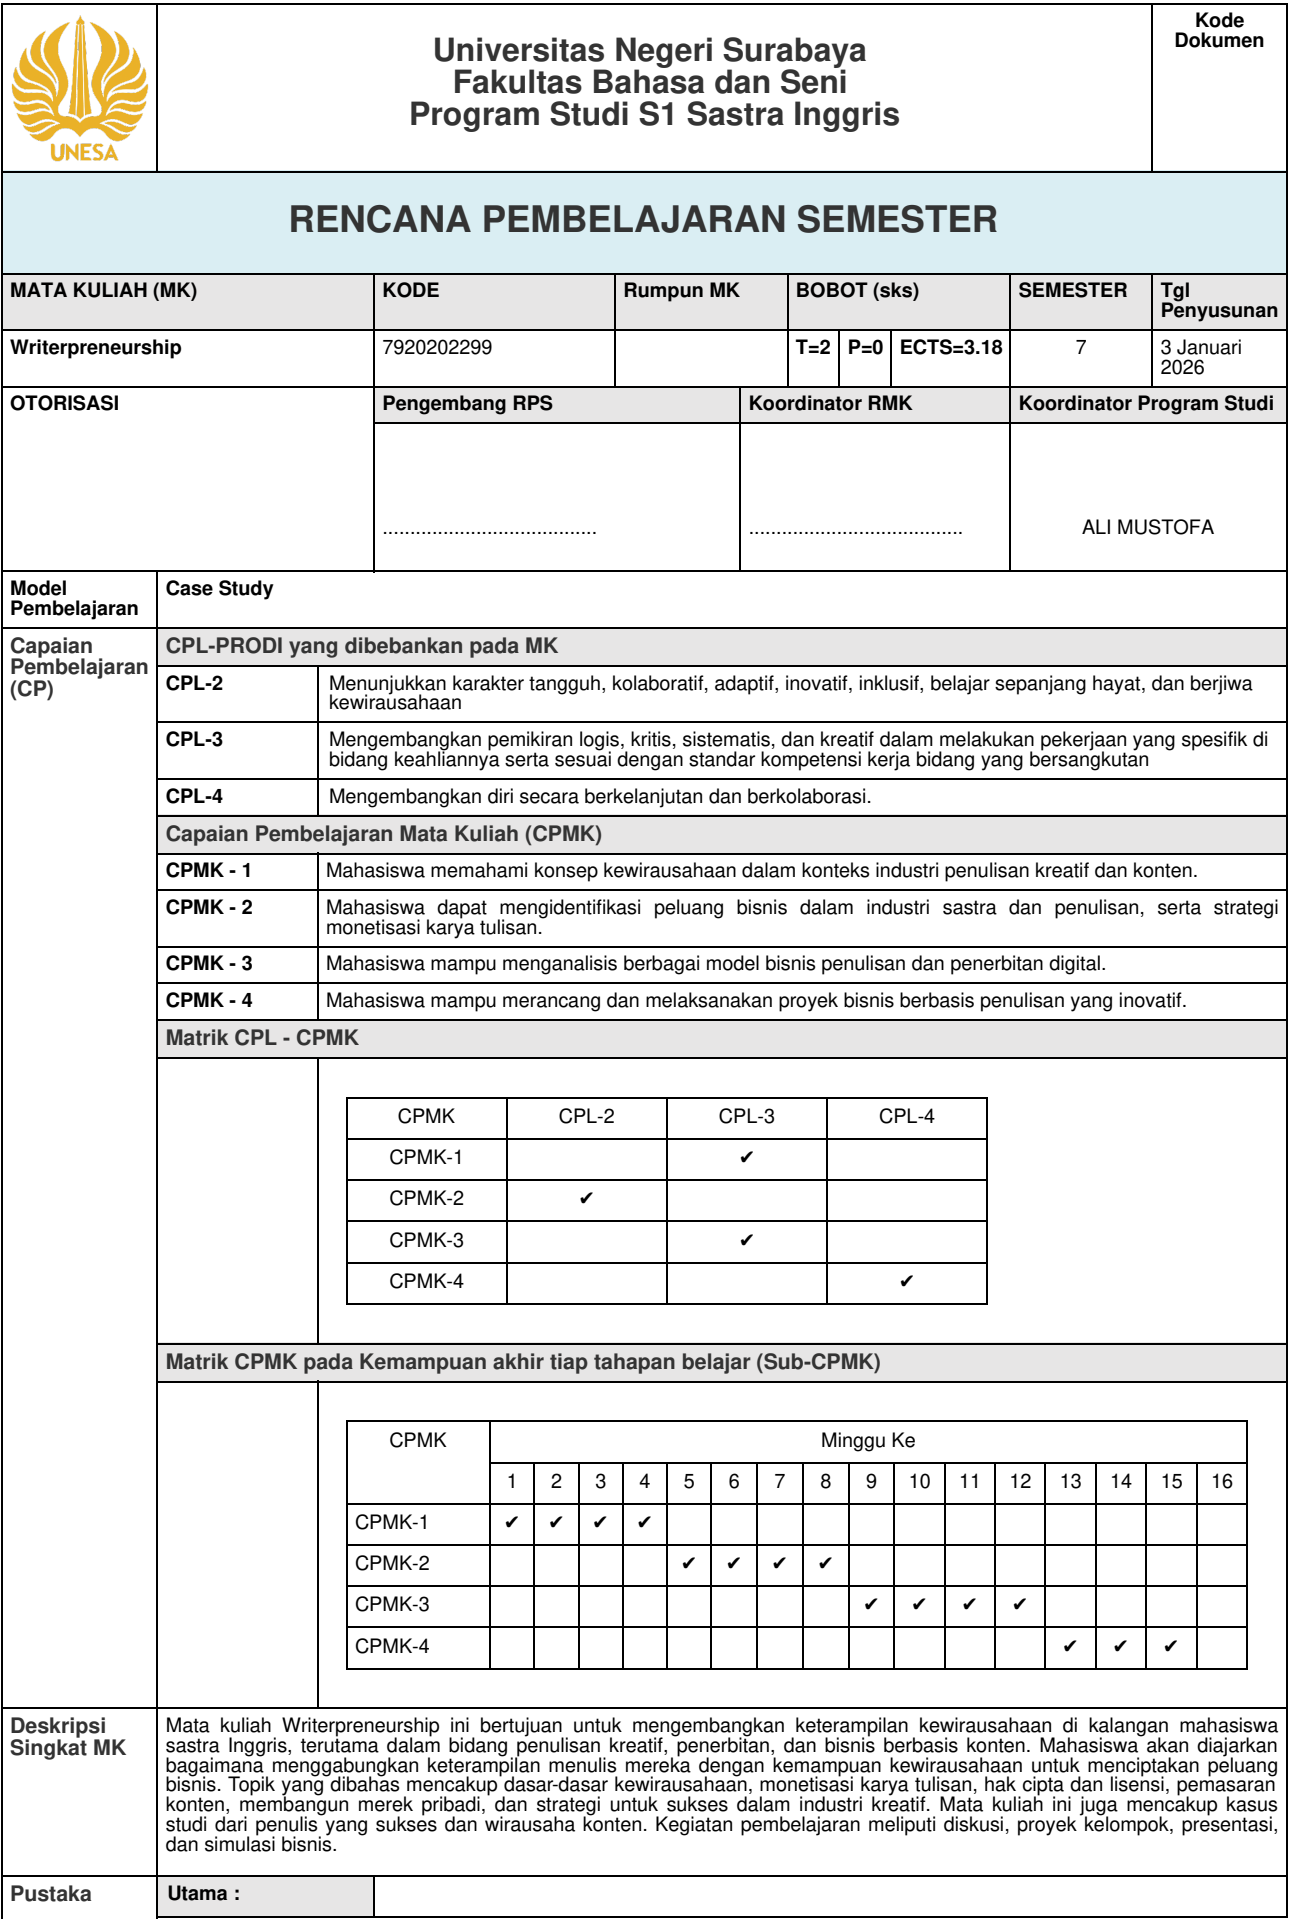 UNESA
Universitas Negeri Surabaya
Fakultas Bahasa dan Seni
Program Studi S1 Sastra Inggris
Kode
Dokumen
RENCANA PEMBELAJARAN SEMESTER
MATA KULIAH (MK) KODE Rumpun MK BOBOT (sks) SEMESTER Tgl
Penyusunan
Writerpreneurship 7920202299 T=2 P=0 ECTS=3.18 7 3 Januari
2026
OTORISASI Pengembang RPS Koordinator RMK Koordinator Program Studi
....................................... ....................................... ALI MUSTOFA
Model
Pembelajaran
Case Study
Capaian
Pembelajaran
(CP)
CPL-PRODI yang dibebankan pada MK
CPL-2 Menunjukkan karakter tangguh, kolaboratif, adaptif, inovatif, inklusif, belajar sepanjang hayat, dan berjiwa
kewirausahaan
CPL-3 Mengembangkan pemikiran logis, kritis, sistematis, dan kreatif dalam melakukan pekerjaan yang spesifik di
bidang keahliannya serta sesuai dengan standar kompetensi kerja bidang yang bersangkutan
CPL-4 Mengembangkan diri secara berkelanjutan dan berkolaborasi.
Capaian Pembelajaran Mata Kuliah (CPMK)
CPMK - 1 Mahasiswa memahami konsep kewirausahaan dalam konteks industri penulisan kreatif dan konten.
CPMK - 2 Mahasiswa dapat mengidentifikasi peluang bisnis dalam industri sastra dan penulisan, serta strategi
monetisasi karya tulisan.
CPMK - 3 Mahasiswa mampu menganalisis berbagai model bisnis penulisan dan penerbitan digital.
CPMK - 4 Mahasiswa mampu merancang dan melaksanakan proyek bisnis berbasis penulisan yang inovatif.
Matrik CPL - CPMK
CPMK CPL-2 CPL-3 CPL-4
CPMK-1 ✔
CPMK-2 ✔
CPMK-3 ✔
CPMK-4 ✔
Matrik CPMK pada Kemampuan akhir tiap tahapan belajar (Sub-CPMK)
CPMK Minggu Ke
1 2 3 4 5 6 7 8 9 10 11 12 13 14 15 16
CPMK-1 ✔ ✔ ✔ ✔
CPMK-2 ✔ ✔ ✔ ✔
CPMK-3 ✔ ✔ ✔ ✔
CPMK-4 ✔ ✔ ✔
Deskripsi
Singkat MK
Mata kuliah Writerpreneurship ini bertujuan untuk mengembangkan keterampilan kewirausahaan di kalangan mahasiswa
sastra Inggris, terutama dalam bidang penulisan kreatif, penerbitan, dan bisnis berbasis konten. Mahasiswa akan diajarkan
bagaimana menggabungkan keterampilan menulis mereka dengan kemampuan kewirausahaan untuk menciptakan peluang
bisnis. Topik yang dibahas mencakup dasar-dasar kewirausahaan, monetisasi karya tulisan, hak cipta dan lisensi, pemasaran
konten, membangun merek pribadi, dan strategi untuk sukses dalam industri kreatif. Mata kuliah ini juga mencakup kasus
studi dari penulis yang sukses dan wirausaha konten. Kegiatan pembelajaran meliputi diskusi, proyek kelompok, presentasi,
dan simulasi bisnis.
Pustaka Utama :